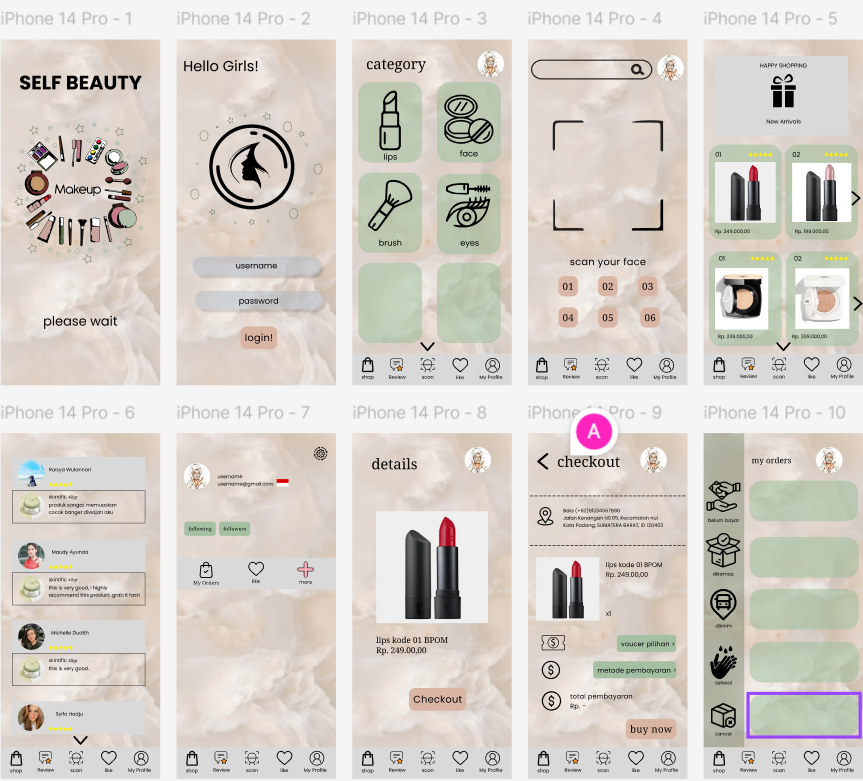 iPhone 14 Pro - 1
SELF BEAUTY
Makeup
please wait
iPhone 14 Pro - 2
Hello Girls!
username
password
login!
iPhone 14 Pro - 3
category
lips
face
brush
eyes
shop
Review
scan
like
My Profile
iPhone 14 Pro - 4
scan your face
01 02 03
04 05 06
shop
Review
scan
like
My Profile
iPhone 14 Pro - 5
HAPPY SHOPPING
New Arrivals
01
Rp. 249.000,00
02
Rp. 199.000,00
01
Rp. 239.000,00
02
Rp. 309.000,00
shop
Review
scan
like
My Profile
iPhone 14 Pro - 6
Raisya Wulannari
skintific 40gr
produk sangat memuaskan
cocok banget diwajah aku
Maudy Ayunda
skintific 40gr
this is very good, i highly
recommend this product, grab it fast!
Michelle Ziudith
skintific 40gr
this is very good.
Syifa Hadju
shop
Review
scan
like
My Profile
iPhone 14 Pro - 7
username
username@gmail.com
following
followers
My Orders
like
more
shop
Review
scan
like
My Profile
iPhone 14 Pro - 8
details
lips kode 01 BPOM
Rp. 249.00,00
Checkout
shop
Review
scan
like
My Profile
iPhone 14 Pro - 9
A
checkout
Bela (+62)81234567890
Jalan Kenangan N0.05, Kecamatan nui
Kota Padang, SUMATERA BARAT, ID 120403
lips kode 01 BPOM
Rp. 249.00,00
x1
voucer pilihan ›
metode pembayaran ›
total pembayaran
Rp. -
buy now
shop
Review
scan
like
My Profile
iPhone 14 Pro - 10
my orders
belum bayar
dikemas
dikirim
selesai
cancel
shop
Review
scan
like
My Profile